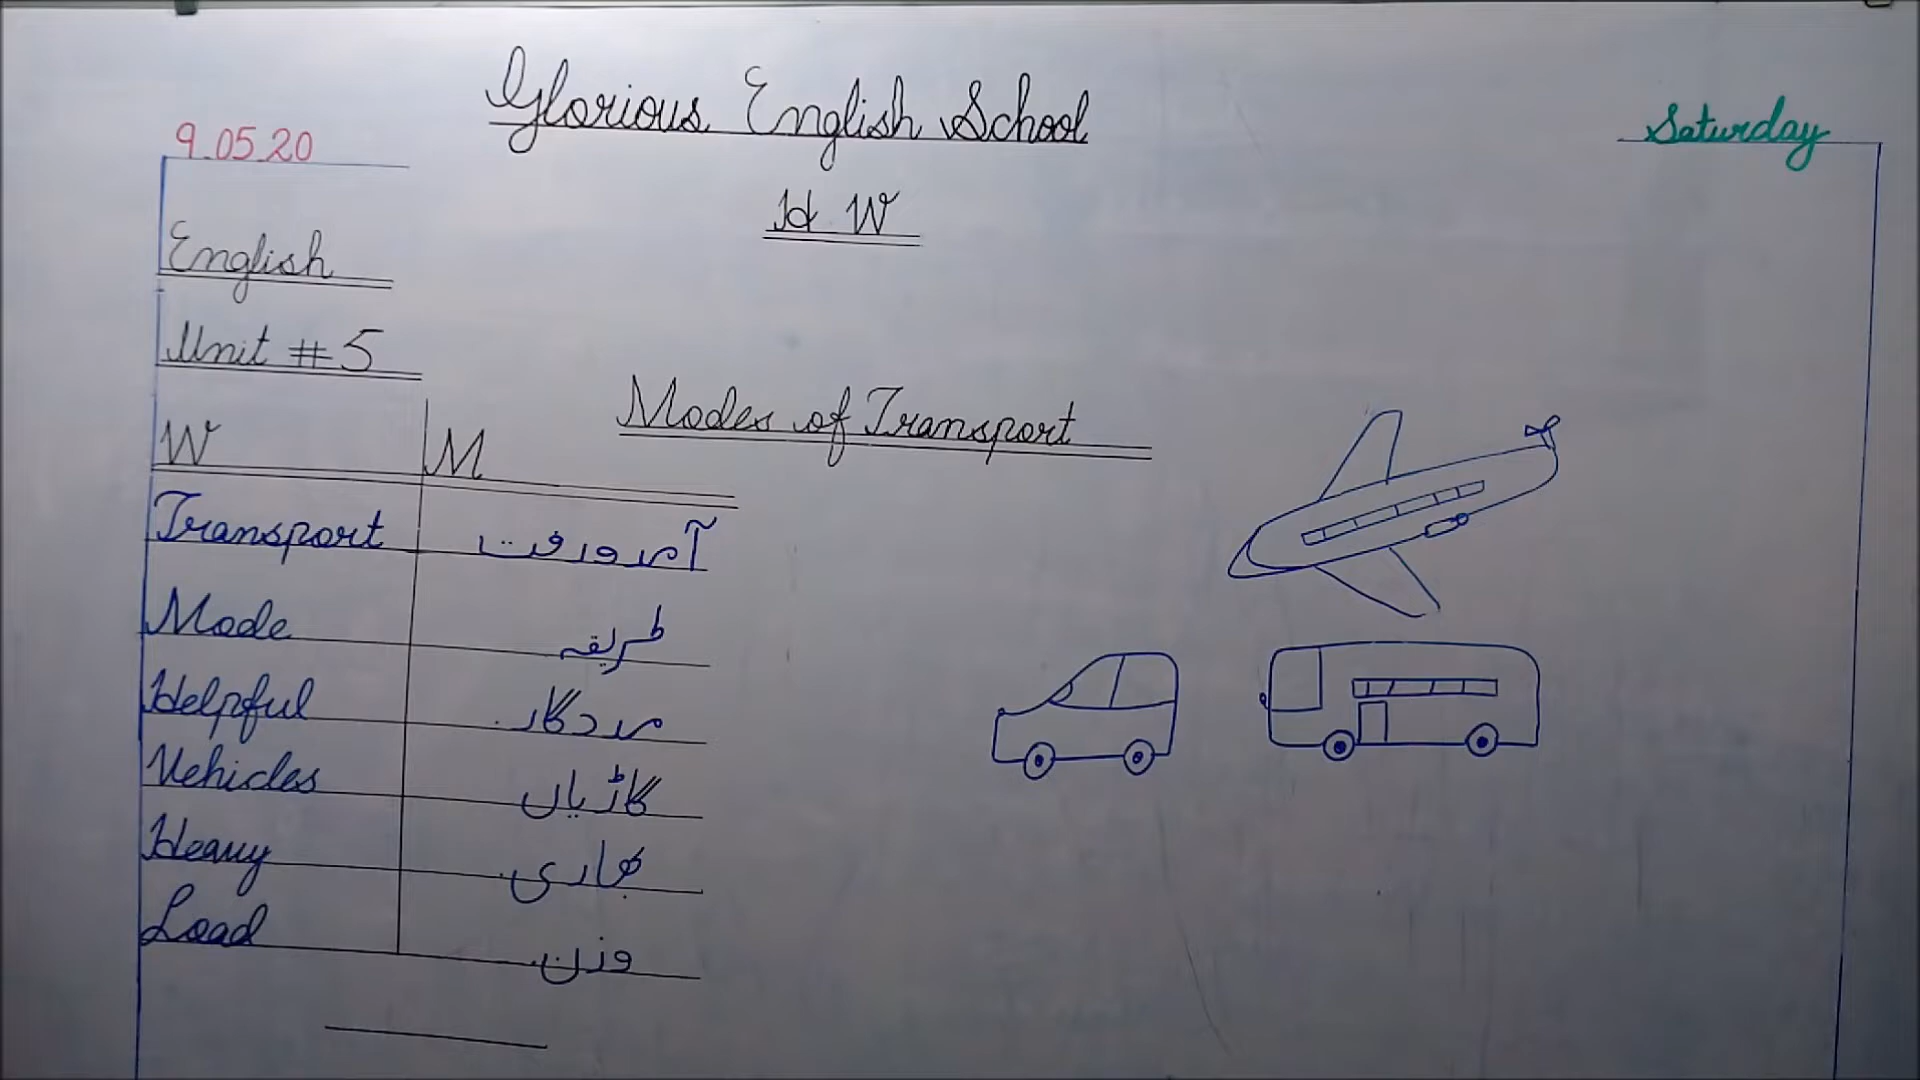 Glorious English School
9.05.20
Saturday
H W
English
Unit # 5
Modes of Transport
W M
Transport آمدورفت
Mode طریقہ
Helpful مددگار
Vehicles گاڑیاں
Heavy بھاری
Load وزن